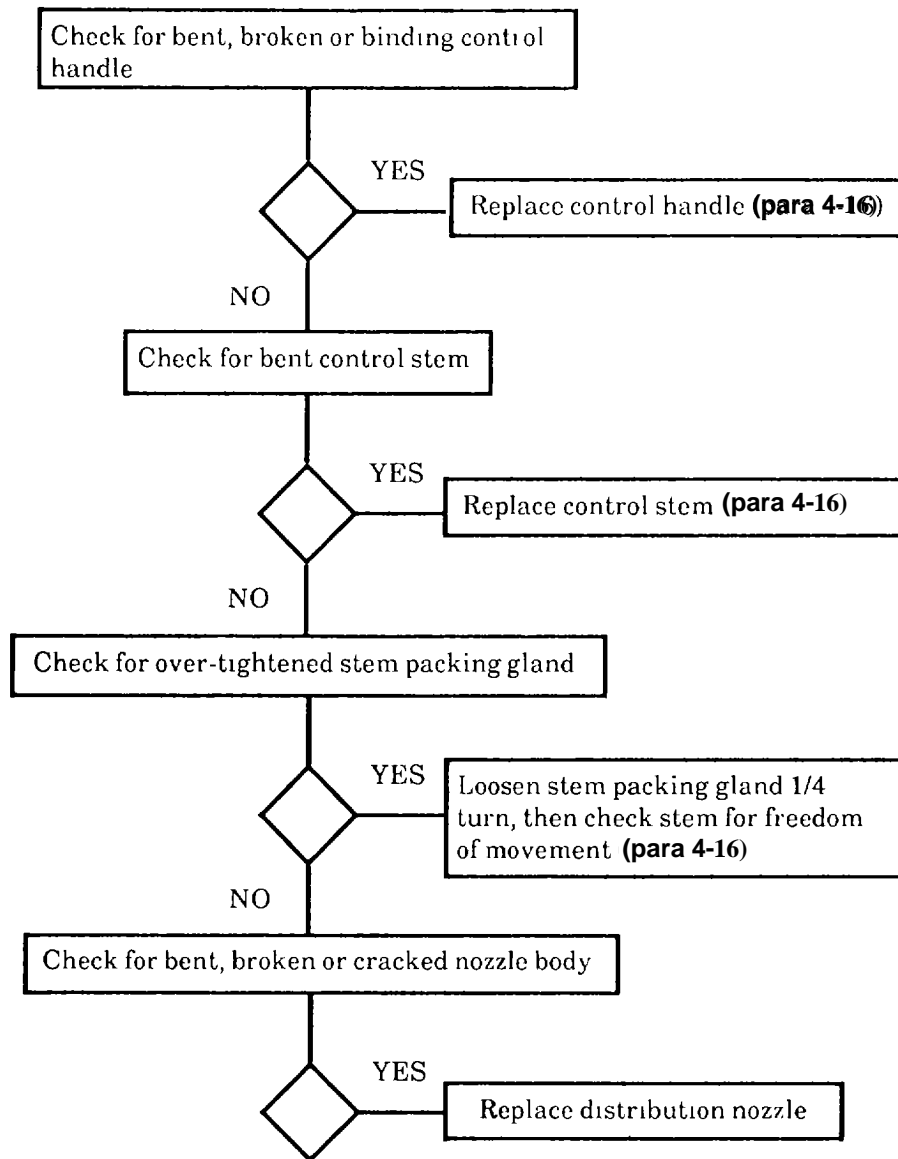 Check for bent, broken or binding control
handle
YES
Replace control handle (para 4-16)
NO
Check for bent control stem
YES
Replace control stem (para 4-16)
NO
Check for over-tightened stem packing gland
YES
Loosen stem packing gland 1/4
turn, then check stem for freedom
of movement (para 4-16)
NO
Check for bent, broken or cracked nozzle body
YES
Replace distribution nozzle